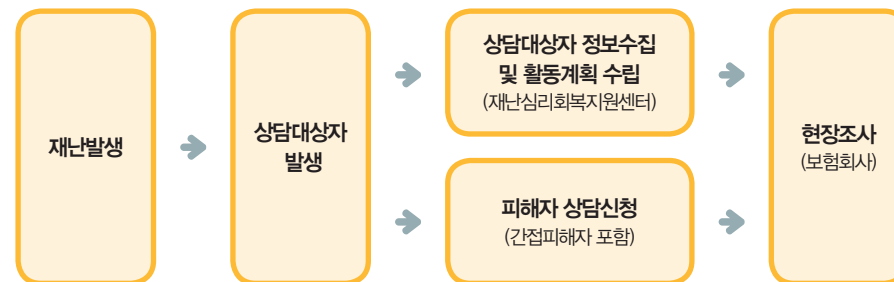 재난발생
상담대상자
발생
상담대상자 정보수집
및 활동계획 수립
(재난심리회복지원센터)
피해자 상담신청
(간접피해자 포함)
현장조사
(보험회사)